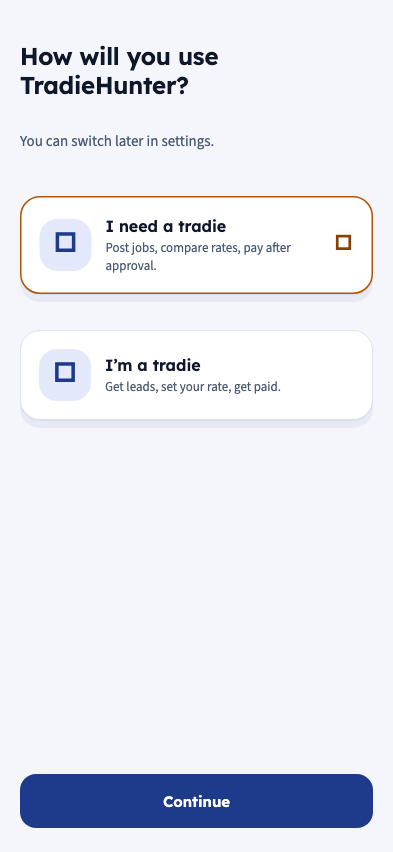 How will you use
TradieHunter?
You can switch later in settings.
I need a tradie
Post jobs, compare rates, pay after
approval.
I’m a tradie
Get leads, set your rate, get paid.
Continue